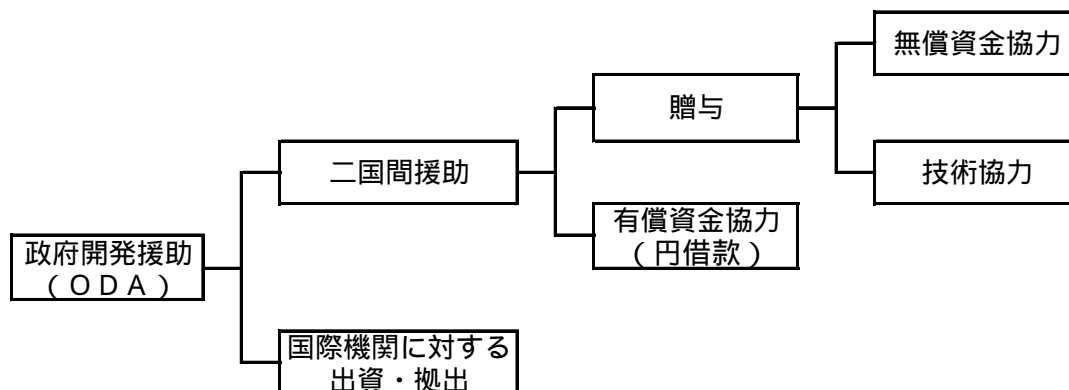 無償資金協力
贈与
二国間援助
技術協力
有償資金協力
(円借款)
政府開発援助
(ODA)
国際機関に対する
出資・拠出